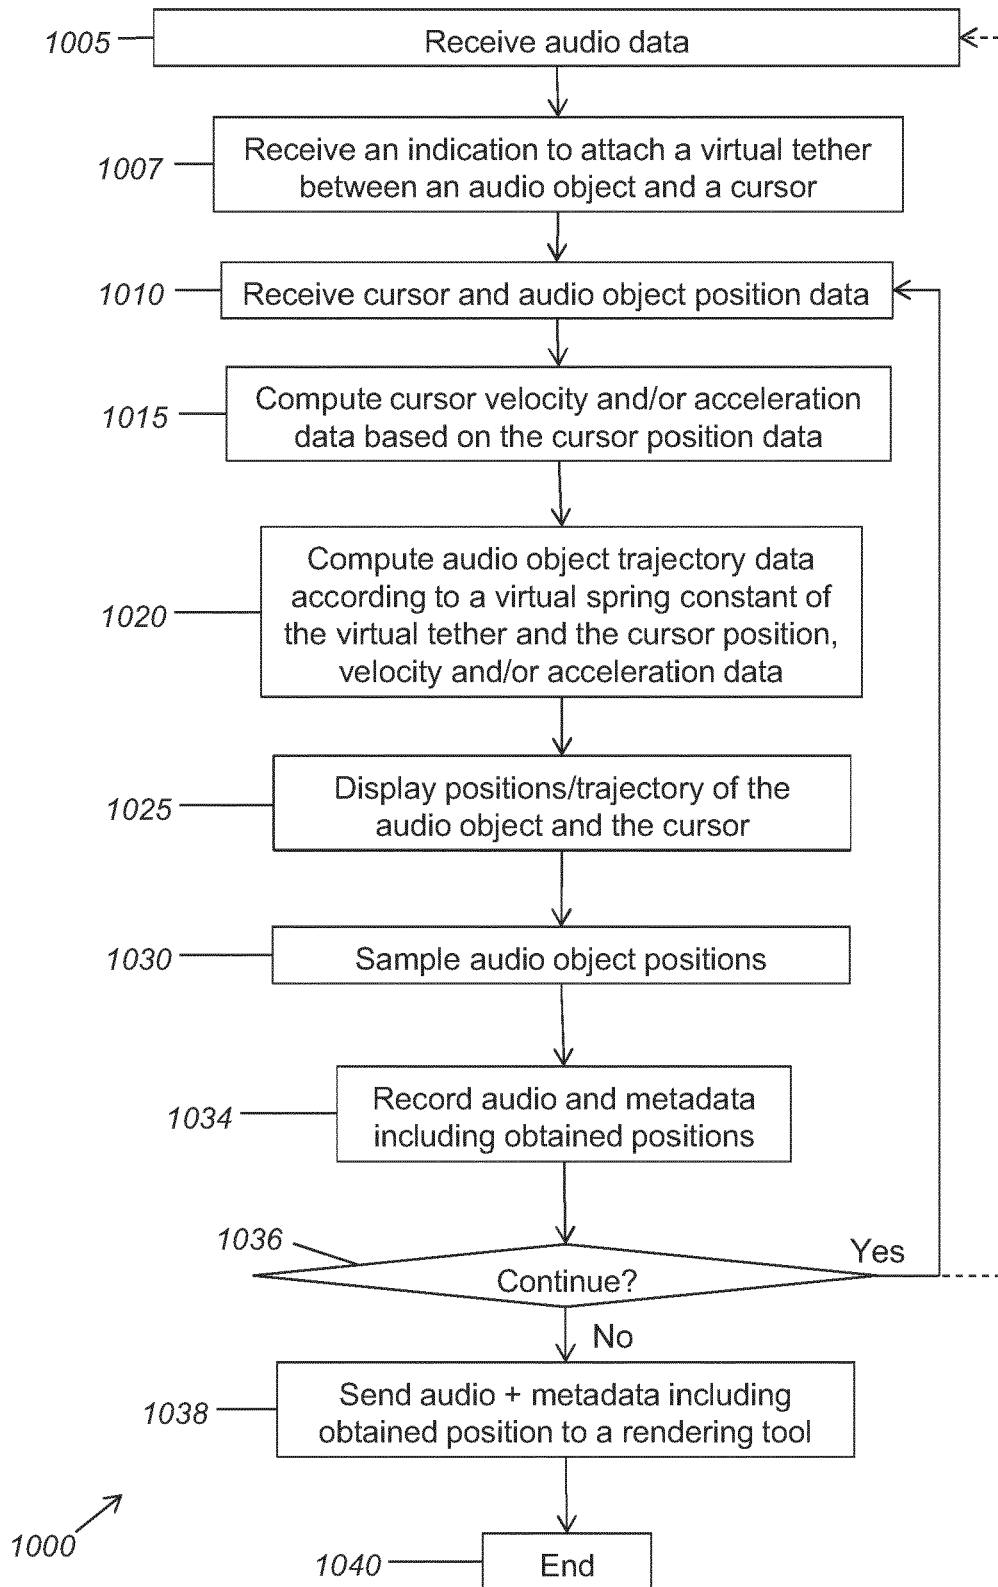 1005
Receive audio data
1007
Receive an indication to attach a virtual tether
between an audio object and a cursor
1010
Receive cursor and audio object position data
1015
Compute cursor velocity and/or acceleration
data based on the cursor position data
1020
Compute audio object trajectory data
according to a virtual spring constant of
the virtual tether and the cursor position,
velocity and/or acceleration data
1025
Display positions/trajectory of the
audio object and the cursor
1030
Sample audio object positions
1034
Record audio and metadata
including obtained positions
1036
Continue?
Yes
No
1038
Send audio + metadata including
obtained position to a rendering tool
1000
1040
End